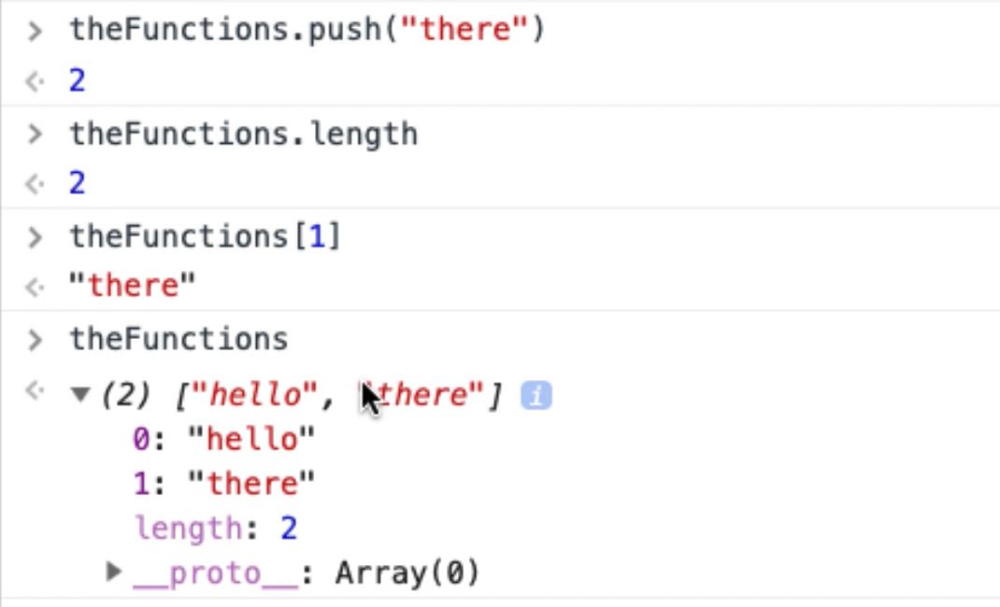 > theFunctions.push("there")
<· 2
> theFunctions.length
<· 2
> theFunctions[1]
<· "there"
> theFunctions
<· ▼(2) ["hello", "there"] i
0: "hello"
1: "there"
length: 2
▶ __proto__: Array(0)